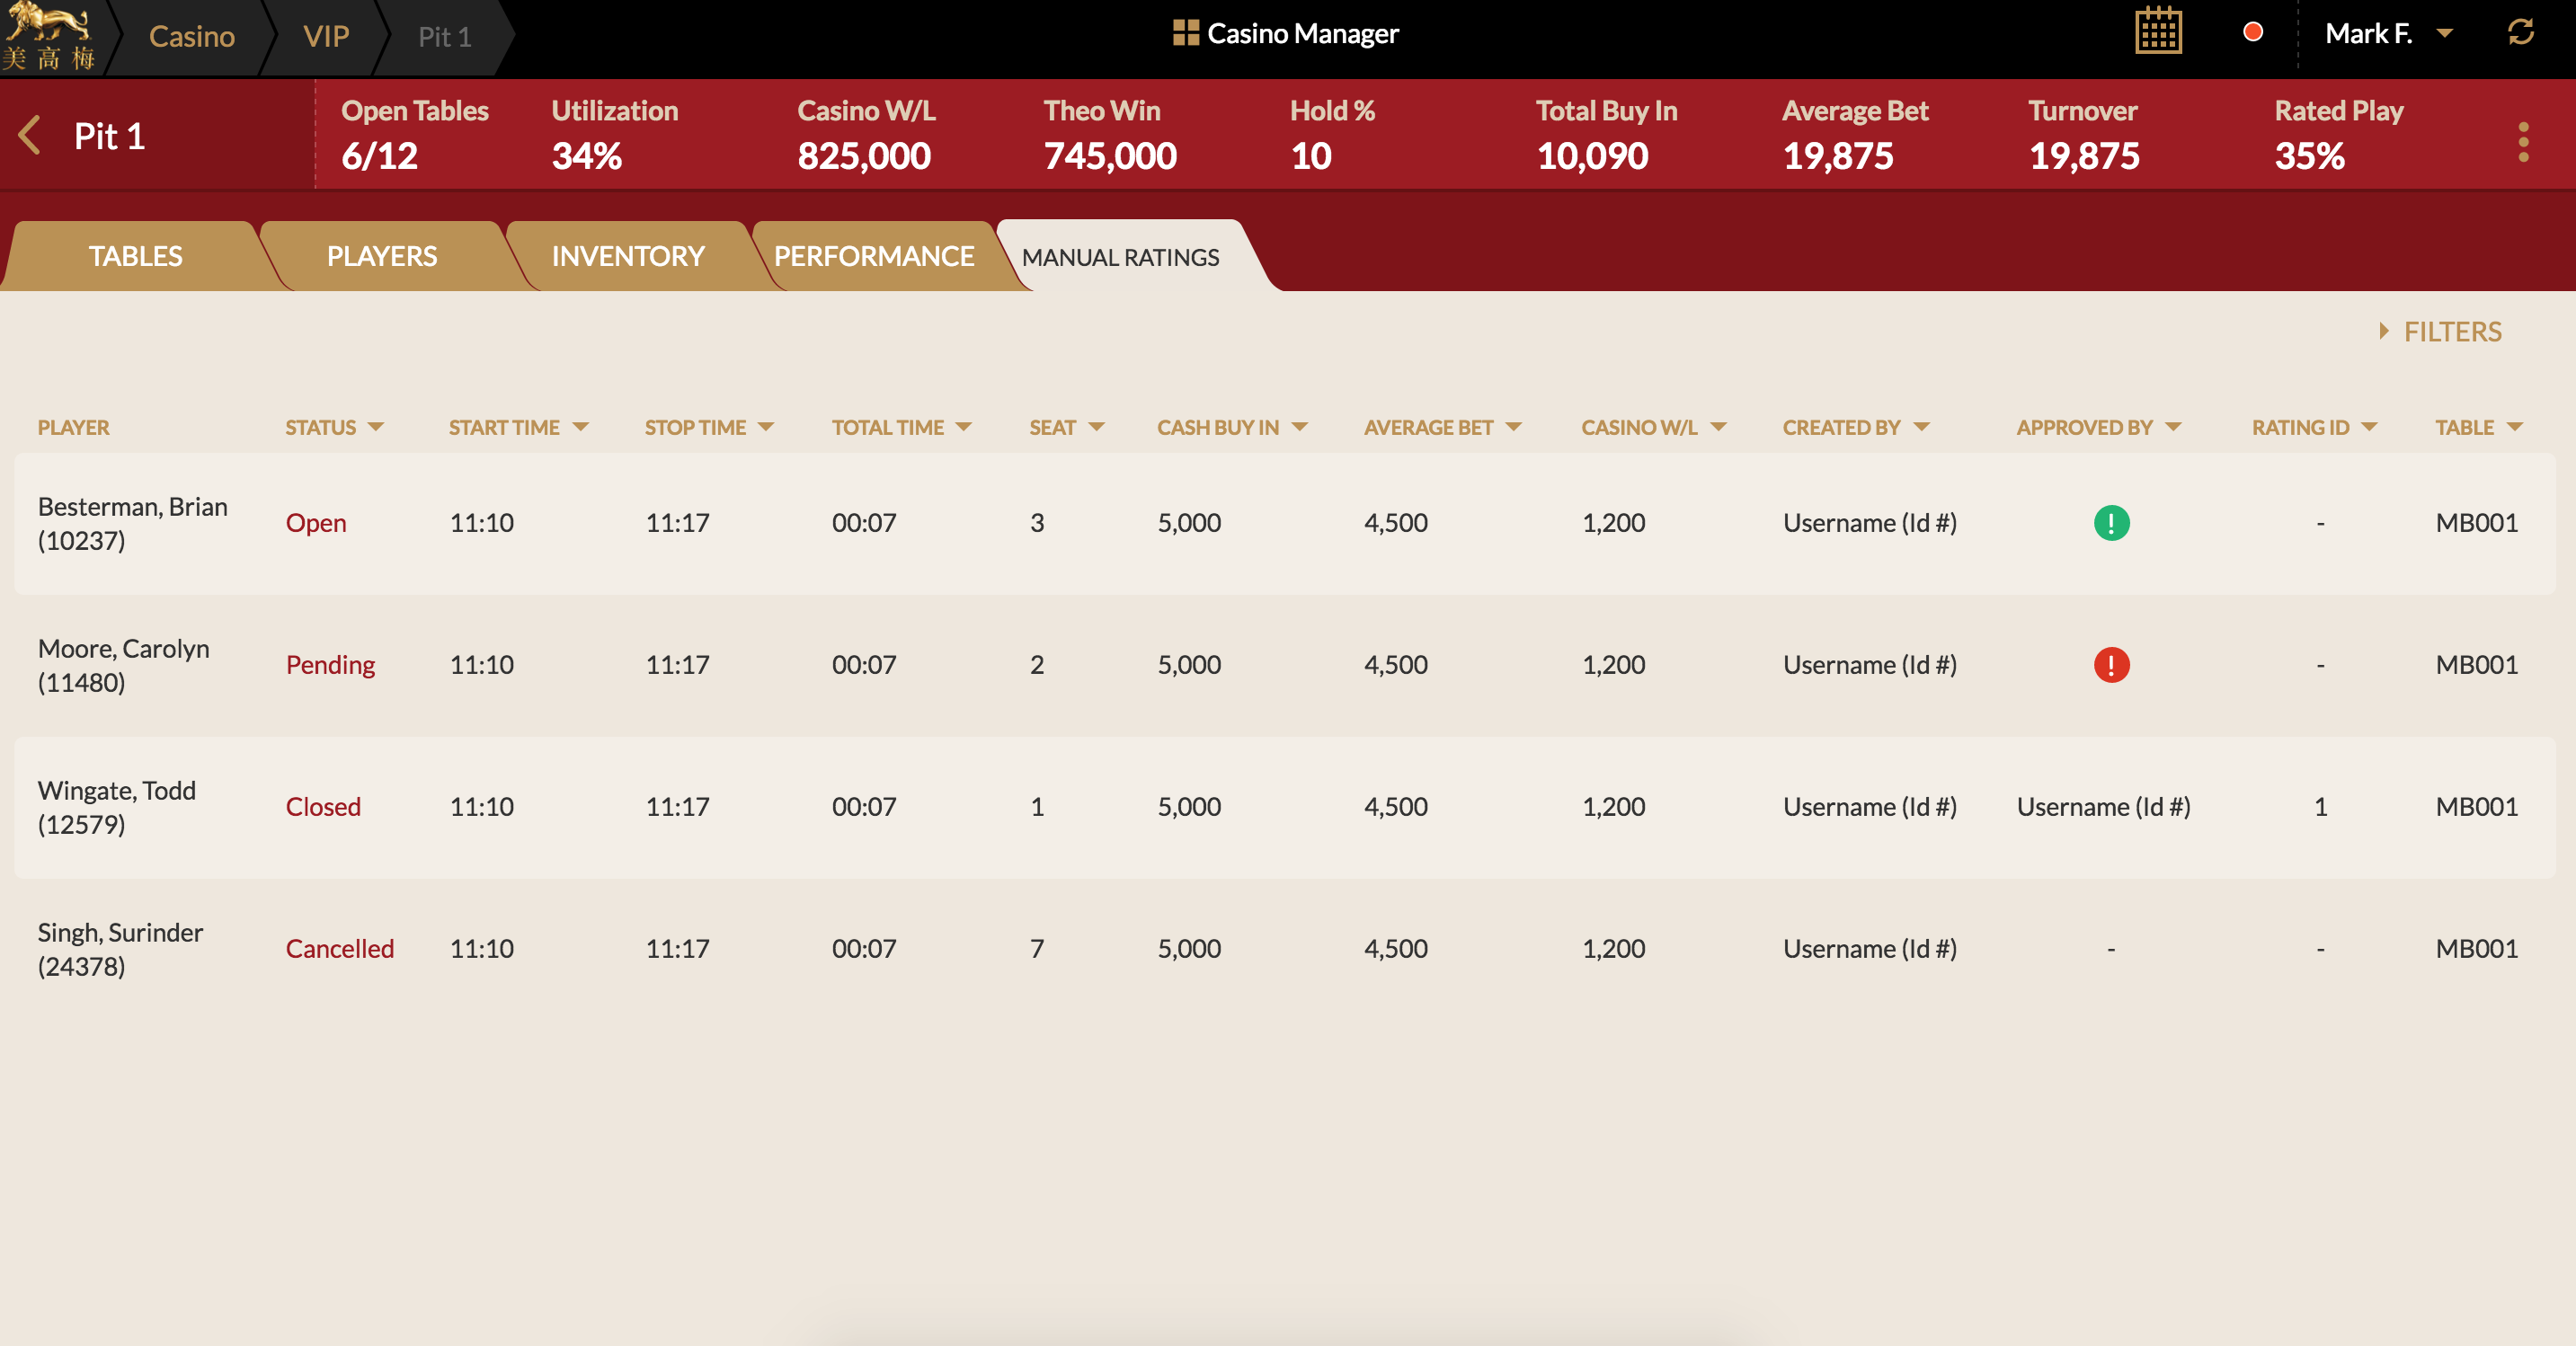 美高梅
Casino
VIP
Pit 1
Casino Manager
Mark F.
Pit 1
Open Tables
6/12
Utilization
34%
Casino W/L
825,000
Theo Win
745,000
Hold %
10
Total Buy In
10,090
Average Bet
19,875
Turnover
19,875
Rated Play
35%
TABLES
PLAYERS
INVENTORY
PERFORMANCE
MANUAL RATINGS
FILTERS
PLAYER STATUS START TIME STOP TIME TOTAL TIME SEAT CASH BUY IN AVERAGE BET CASINO W/L CREATED BY APPROVED BY RATING ID TABLE
Besterman, Brian
(10237)
Open 11:10 11:17 00:07 3 5,000 4,500 1,200 Username (Id #) ! - MB001
Moore, Carolyn
(11480)
Pending 11:10 11:17 00:07 2 5,000 4,500 1,200 Username (Id #) ! - MB001
Wingate, Todd
(12579)
Closed 11:10 11:17 00:07 1 5,000 4,500 1,200 Username (Id #) Username (Id #) 1 MB001
Singh, Surinder
(24378)
Cancelled 11:10 11:17 00:07 7 5,000 4,500 1,200 Username (Id #) - - MB001